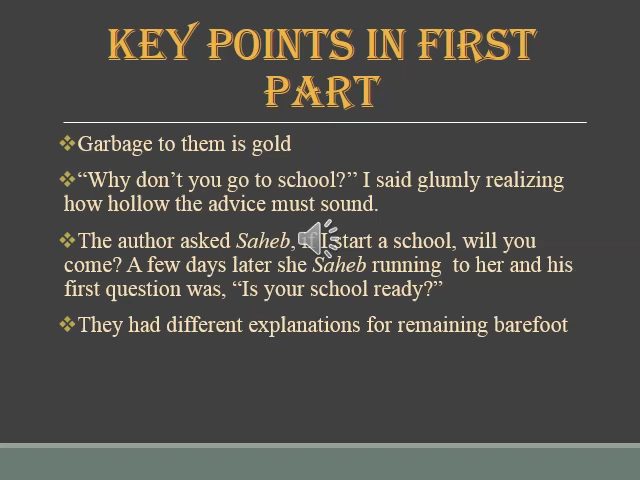 KEY POINTS IN FIRST
PART
❖Garbage to them is gold
❖“Why don’t you go to school?” I said glumly realizing
how hollow the advice must sound.
❖The author asked Saheb, if I start a school, will you
come? A few days later she Saheb running to her and his
first question was, “Is your school ready?”
❖They had different explanations for remaining barefoot